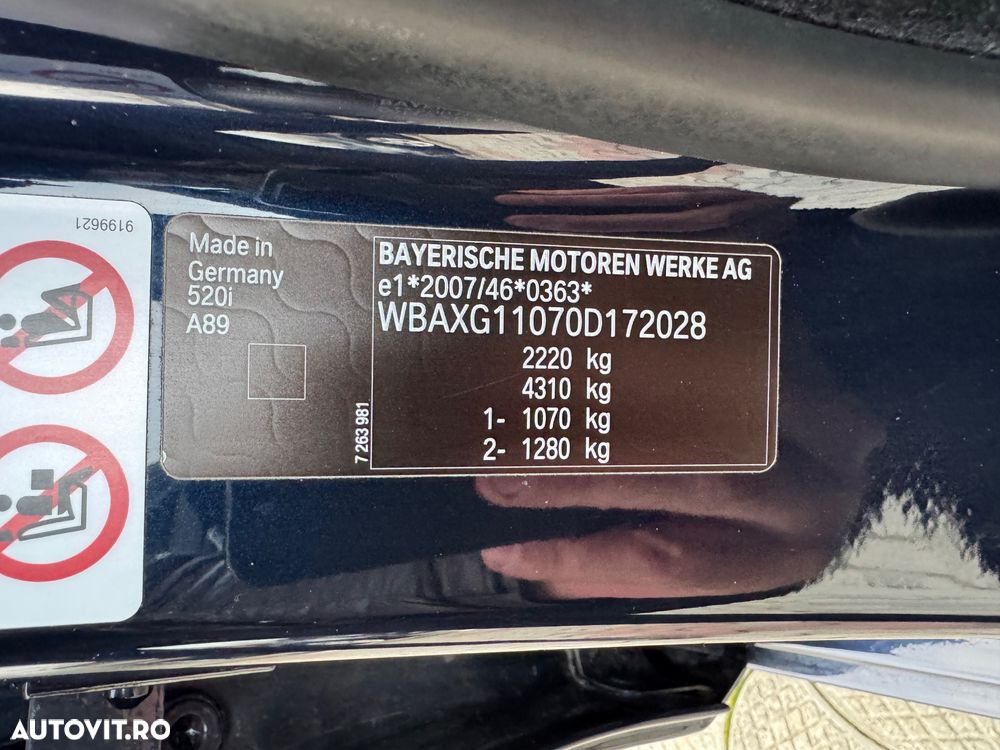 9199621
Made in
Germany
520i
A89
7 263 981
BAYERISCHE MOTOREN WERKE AG
e1*2007/46*0363*
WBAXG11070D172028
2220 kg
4310 kg
1- 1070 kg
2- 1280 kg
AUTOVIT.RO